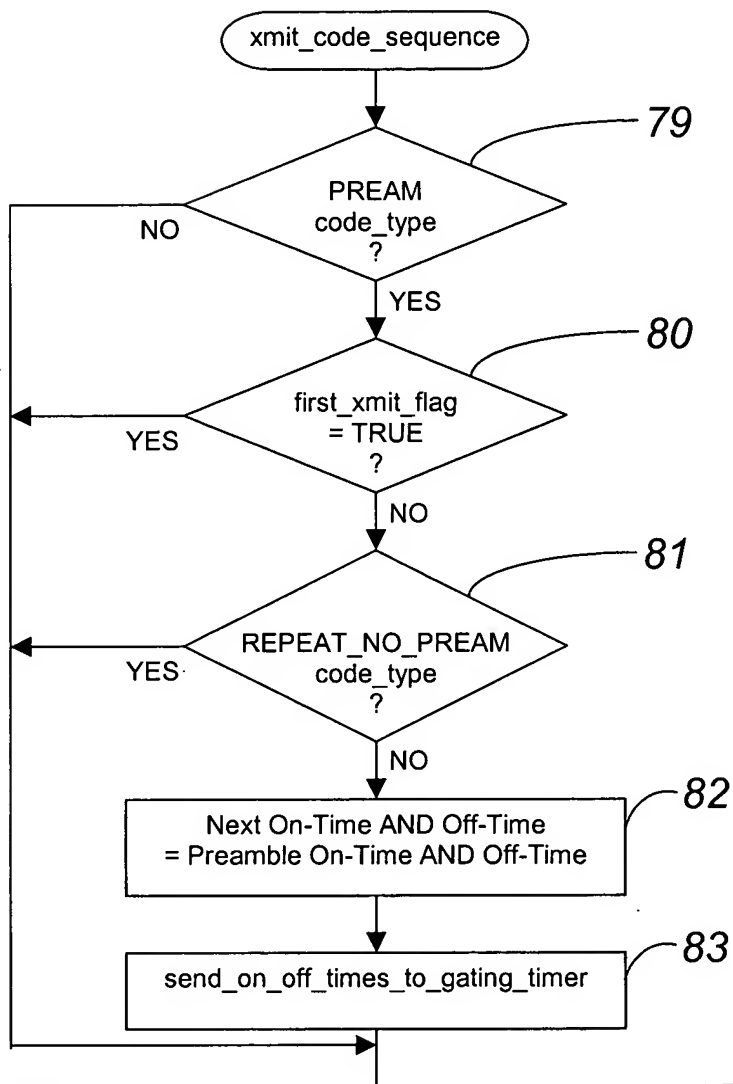 xmit_code_sequence
79
PREAM
code_type
?
NO
YES
80
first_xmit_flag
= TRUE
?
YES
NO
81
REPEAT_NO_PREAM
code_type
?
YES
NO
82
Next On-Time AND Off-Time
= Preamble On-Time AND Off-Time
83
send_on_off_times_to_gating_timer